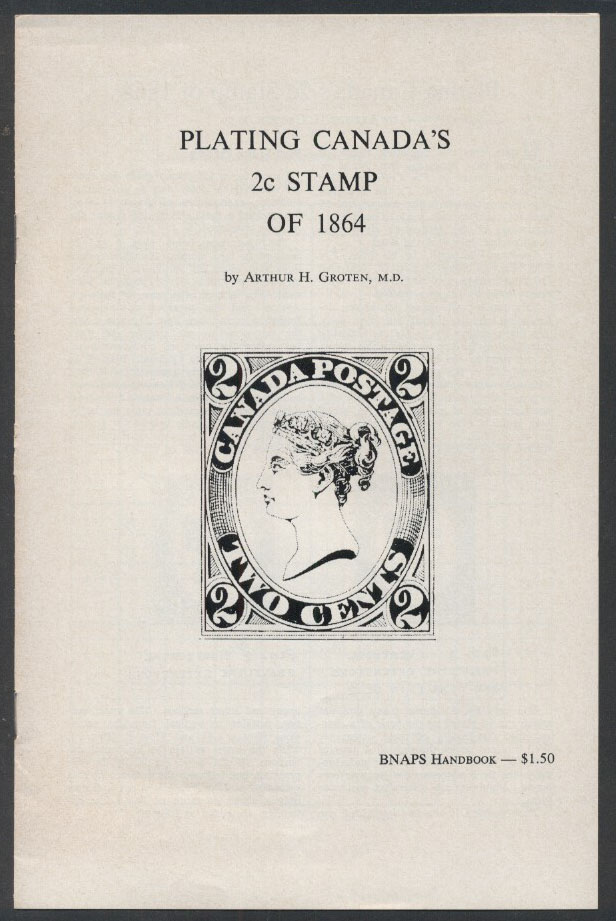 PLATING CANADA'S
2c STAMP
OF 1864
by ARTHUR H. GROTEN, M.D.
2 2
CANADA POSTAGE
TWO CENTS
2 2
BNAPS HANDBOOK — $1.50